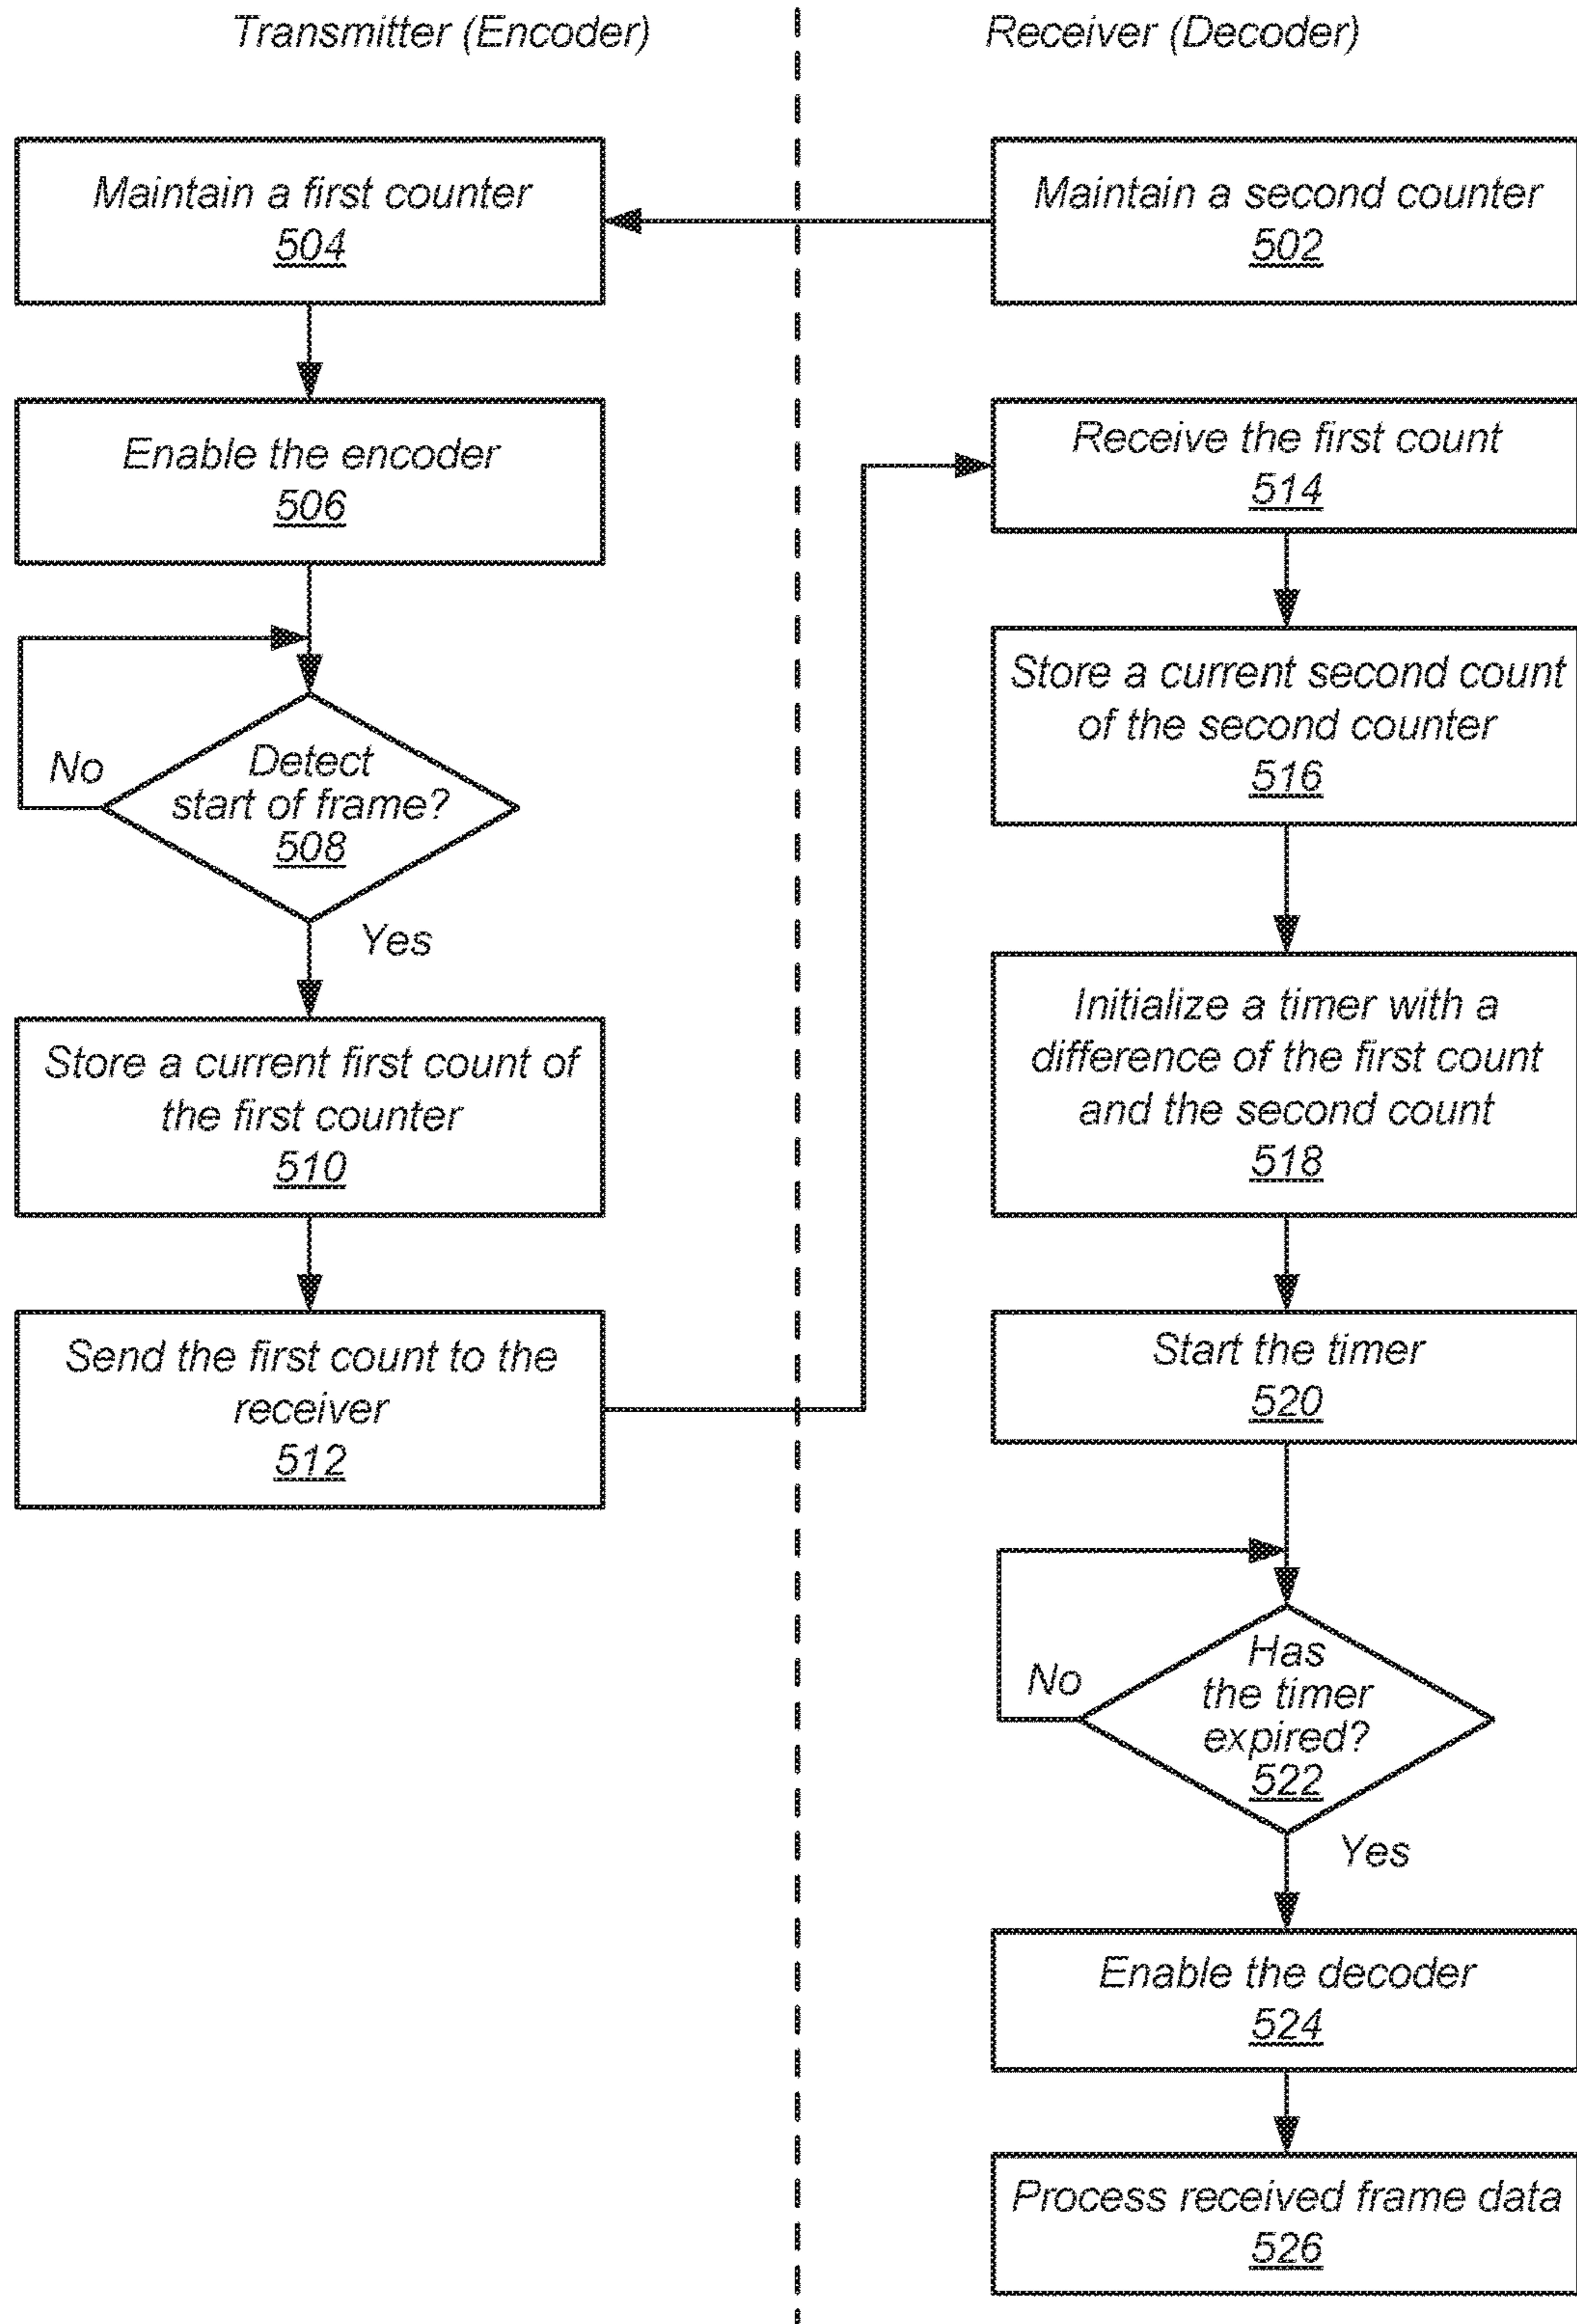 Transmitter (Encoder)
Receiver (Decoder)
Maintain a first counter
504
Maintain a second counter
502
Enable the encoder
506
No
Detect
start of frame?
508
Yes
Store a current first count of
the first counter
510
Send the first count to the
receiver
512
Receive the first count
514
Store a current second count
of the second counter
516
Initialize a timer with a
difference of the first count
and the second count
518
Start the timer
520
No
Has
the timer
expired?
522
Yes
Enable the decoder
524
Process received frame data
526